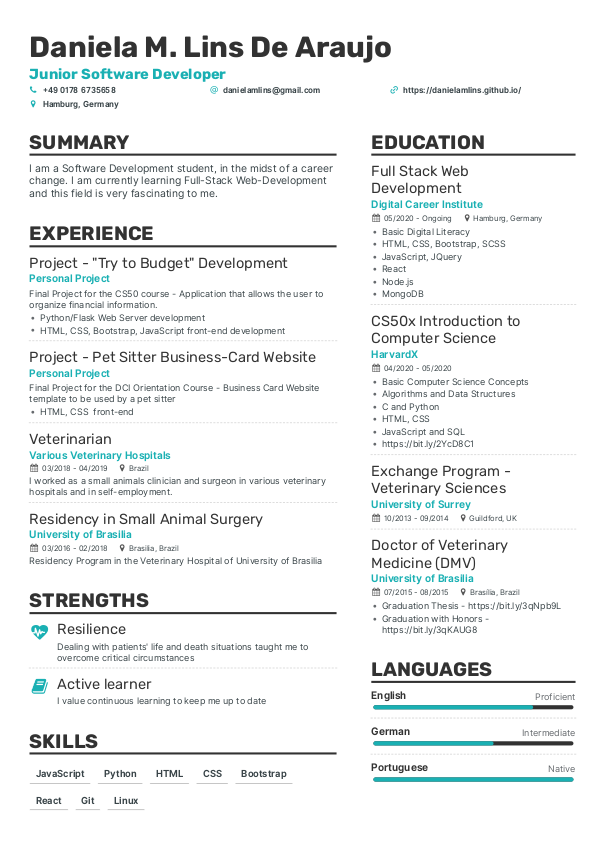 Daniela M. Lins De Araujo
Junior Software Developer
+49 0178 6735658
danielamlins@gmail.com
https://danielamlins.github.io/
Hamburg, Germany
SUMMARY
I am a Software Development student, in the midst of a career
change. I am currently learning Full-Stack Web-Development
and this field is very fascinating to me.
EXPERIENCE
Project - "Try to Budget" Development
Personal Project
Final Project for the CS50 course - Application that allows the user to
organize financial information.
• Python/Flask Web Server development
• HTML, CSS, Bootstrap, JavaScript front-end development
Project - Pet Sitter Business-Card Website
Personal Project
Final Project for the DCI Orientation Course - Business Card Website
template to be used by a pet sitter
• HTML, CSS front-end
Veterinarian
Various Veterinary Hospitals
03/2018 - 04/2019 Brazil
I worked as a small animals clinician and surgeon in various veterinary
hospitals and in self-employment.
Residency in Small Animal Surgery
University of Brasilia
03/2016 - 02/2018 Brasilia, Brazil
Residency Program in the Veterinary Hospital of University of Brasilia
STRENGTHS
Resilience
Dealing with patients' life and death situations taught me to
overcome critical circumstances
Active learner
I value continuous learning to keep me up to date
SKILLS
JavaScript Python HTML CSS Bootstrap
React Git Linux
EDUCATION
Full Stack Web
Development
Digital Career Institute
05/2020 - Ongoing Hamburg, Germany
• Basic Digital Literacy
• HTML, CSS, Bootstrap, SCSS
• JavaScript, JQuery
• React
• Node.js
• MongoDB
CS50x Introduction to
Computer Science
HarvardX
04/2020 - 05/2020
• Basic Computer Science Concepts
• Algorithms and Data Structures
• C and Python
• HTML, CSS
• JavaScript and SQL
• https://bit.ly/2YcD8C1
Exchange Program -
Veterinary Sciences
University of Surrey
10/2013 - 09/2014 Guildford, UK
Doctor of Veterinary
Medicine (DMV)
University of Brasilia
07/2015 - 08/2015 Brasilia, Brazil
• Graduation Thesis - https://bit.ly/3qNpb9L
• Graduation with Honors -
https://bit.ly/3qKAUG8
LANGUAGES
English Proficient
German Intermediate
Portuguese Native